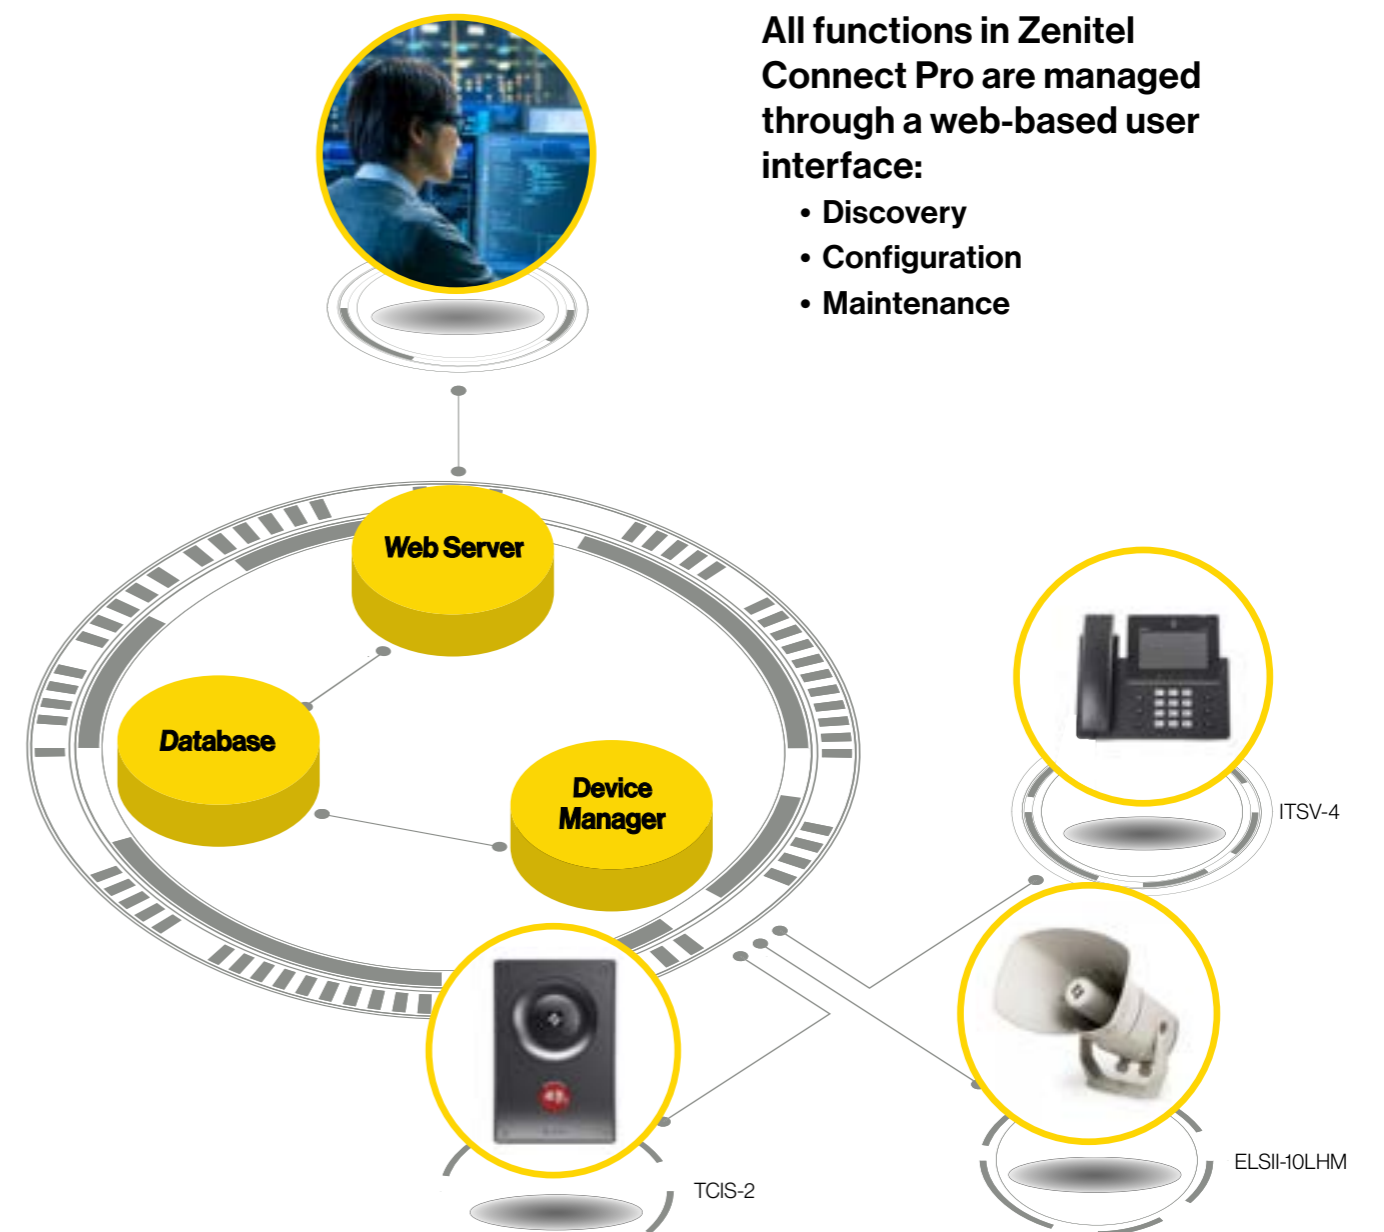 All functions in Zenitel
Connect Pro are managed
through a web-based user
interface:
• Discovery
• Configuration
• Maintenance
Web Server
Database
Device
Manager
ITSV-4
ELSII-10LHM
TCIS-2